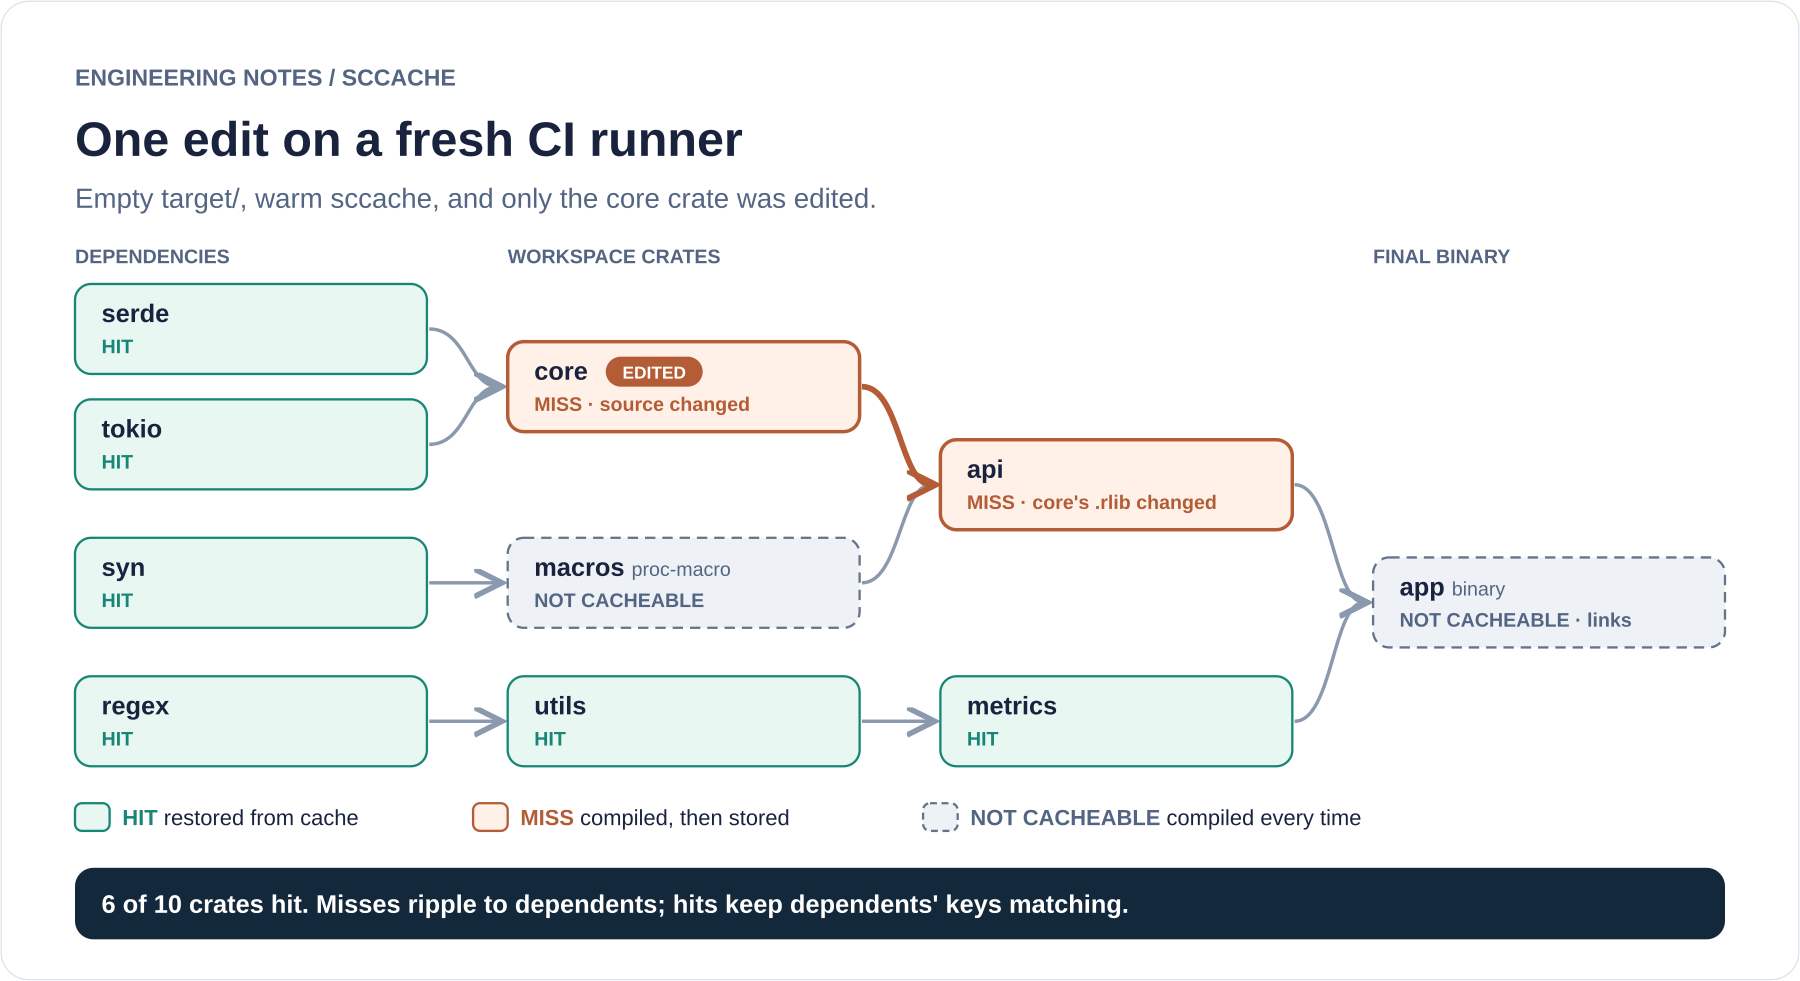 ENGINEERING NOTES / SCCACHE
One edit on a fresh CI runner
Empty target/, warm sccache, and only the core crate was edited.
DEPENDENCIES
WORKSPACE CRATES
FINAL BINARY
serde
HIT
tokio
HIT
syn
HIT
regex
HIT
core EDITED
MISS · source changed
macros proc-macro
NOT CACHEABLE
utils
HIT
api
MISS · core's .rlib changed
metrics
HIT
app binary
NOT CACHEABLE · links
HIT restored from cache
MISS compiled, then stored
NOT CACHEABLE compiled every time
6 of 10 crates hit. Misses ripple to dependents; hits keep dependents' keys matching.